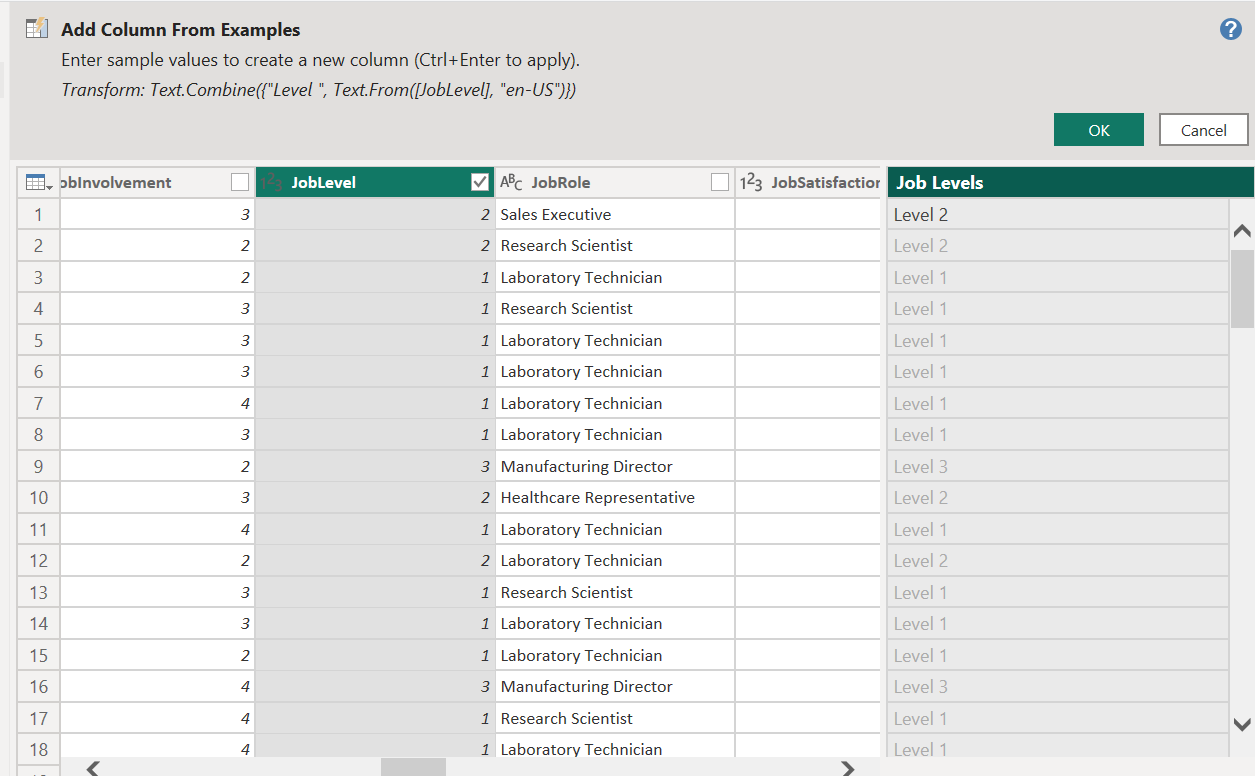 Add Column From Examples
?
Enter sample values to create a new column (Ctrl+Enter to apply).
Transform: Text.Combine({"Level ", Text.From([JobLevel], "en-US")})
OK Cancel
obInvolvement 123 JobLevel ABC JobRole 123 JobSatisfaction Job Levels
1 3 2 Sales Executive Level 2
2 2 2 Research Scientist Level 2
3 2 1 Laboratory Technician Level 1
4 3 1 Research Scientist Level 1
5 3 1 Laboratory Technician Level 1
6 3 1 Laboratory Technician Level 1
7 4 1 Laboratory Technician Level 1
8 3 1 Laboratory Technician Level 1
9 2 3 Manufacturing Director Level 3
10 3 2 Healthcare Representative Level 2
11 4 1 Laboratory Technician Level 1
12 2 2 Laboratory Technician Level 2
13 3 1 Research Scientist Level 1
14 3 1 Laboratory Technician Level 1
15 2 1 Laboratory Technician Level 1
16 4 3 Manufacturing Director Level 3
17 4 1 Research Scientist Level 1
18 4 1 Laboratory Technician Level 1